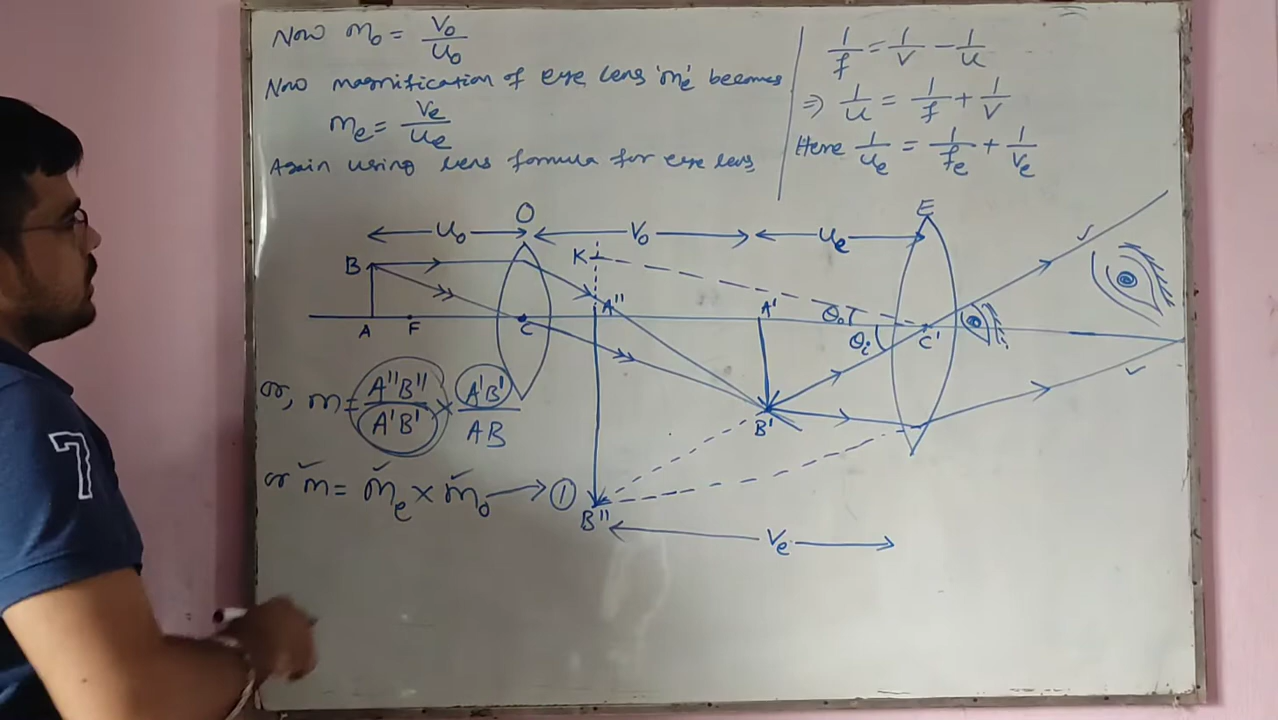 Now m₀ = V₀/u₀
Now magnification of eye lens 'mₑ' becomes
mₑ = Vₑ/uₑ
Again using lens formula for eye lens,
1/f = 1/v - 1/u
⇒ 1/u = 1/f + 1/v
Here 1/uₑ = 1/fₑ + 1/vₑ
O
E
u₀
V₀
uₑ
K
B
A''
A'
θ₀
θᵢ
A
F
C
C'
or, m = A''B''/A'B' × A'B'/AB
B'
or m = mₑ × m₀ → ①
B''
Vₑ
7